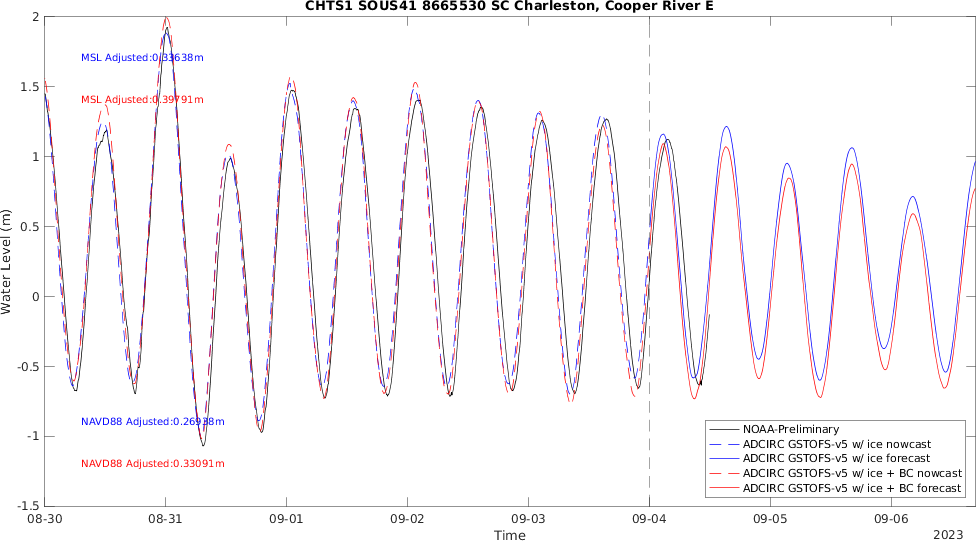 CHTS1 SOUS41 8665530 SC Charleston, Cooper River E
2
1.5
1
0.5
0
-0.5
-1
-1.5
Water Level (m)
MSL Adjusted:0.33638m
MSL Adjusted:0.39791m
NAVD88 Adjusted:0.26938m
NAVD88 Adjusted:0.33091m
NOAA-Preliminary
ADCIRC GSTOFS-v5 w/ ice nowcast
ADCIRC GSTOFS-v5 w/ ice forecast
ADCIRC GSTOFS-v5 w/ ice + BC nowcast
ADCIRC GSTOFS-v5 w/ ice + BC forecast
08-30 08-31 09-01 09-02 09-03 09-04 09-05 09-06
Time
2023